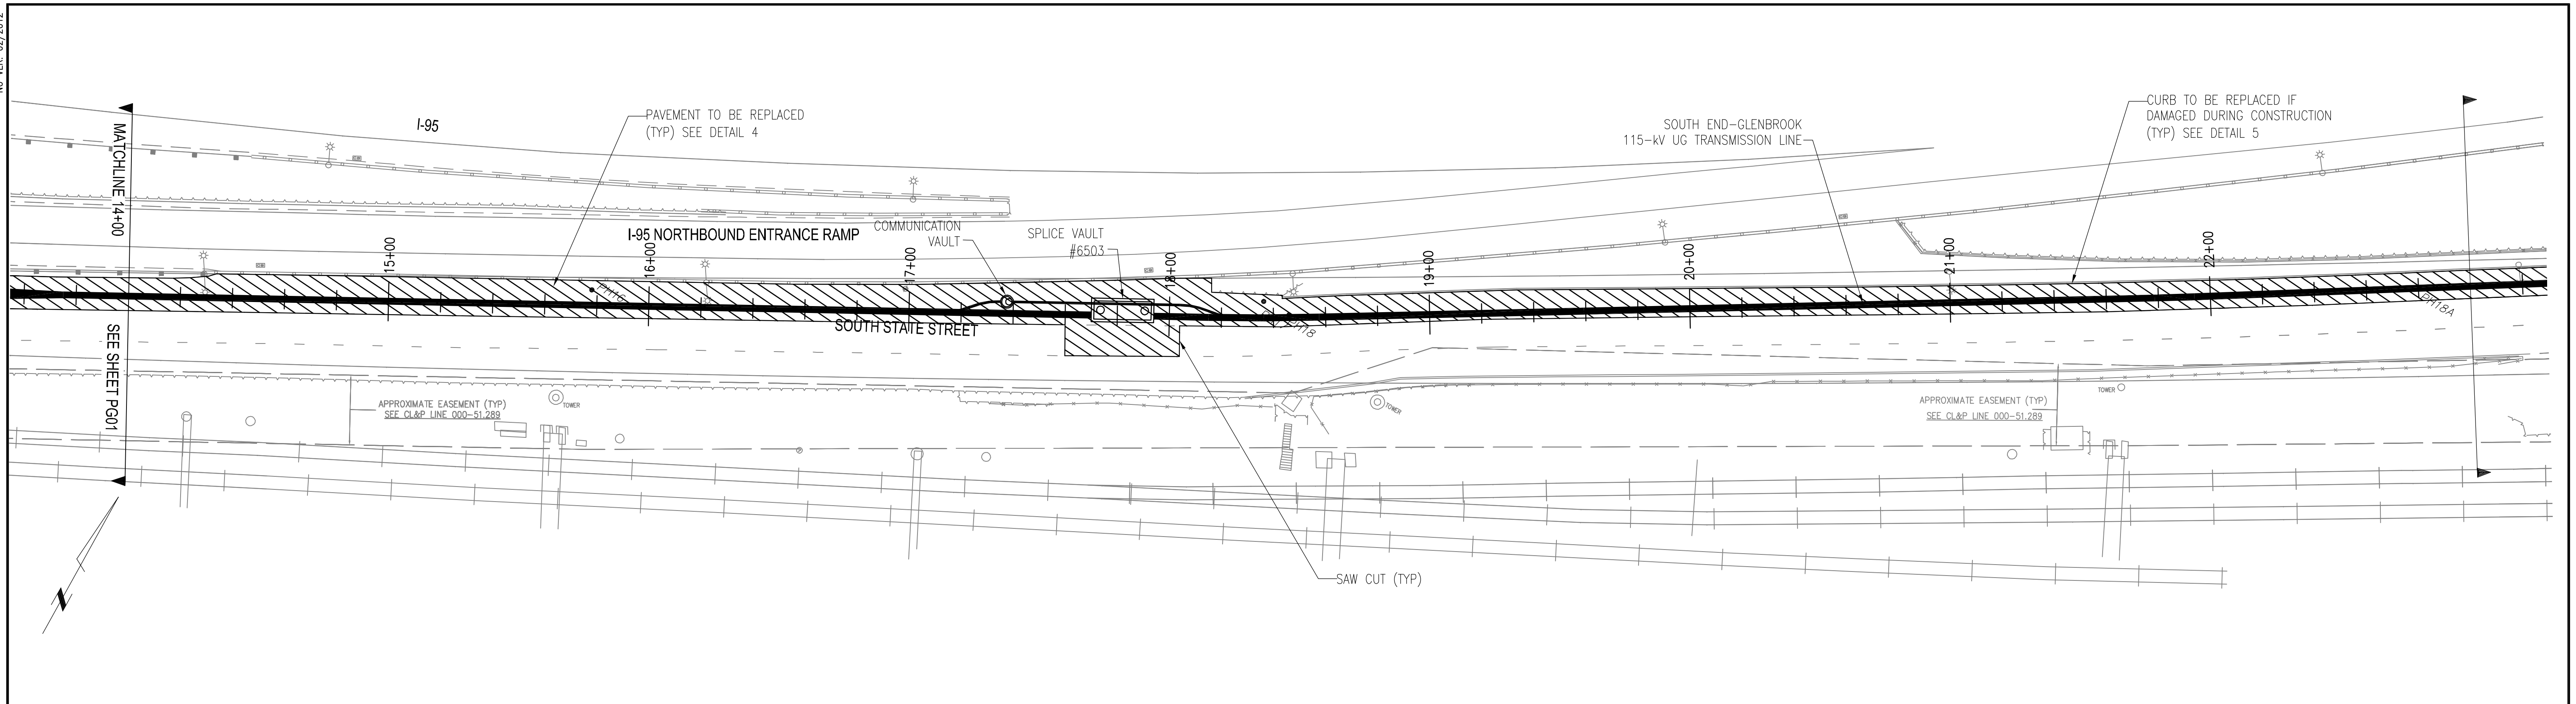 I-95
PAVEMENT TO BE REPLACED
(TYP) SEE DETAIL 4
SOUTH END-GLENBROOK
115-kV UG TRANSMISSION LINE
CURB TO BE REPLACED IF
DAMAGED DURING CONSTRUCTION
(TYP) SEE DETAIL 5
MATCHLINE 14+00
SEE SHEET PG01
I-95 NORTHBOUND ENTRANCE RAMP
COMMUNICATION
VAULT
SPLICE VAULT
#6503
15+00
16+00
17+00
18+00
19+00
20+00
21+00
22+00
PH18A
SOUTH STATE STREET
APPROXIMATE EASEMENT (TYP)
SEE CL&P LINE 000-51.289
TOWER
TOWER
APPROXIMATE EASEMENT (TYP)
SEE CL&P LINE 000-51.289
TOWER
SAW CUT (TYP)
N